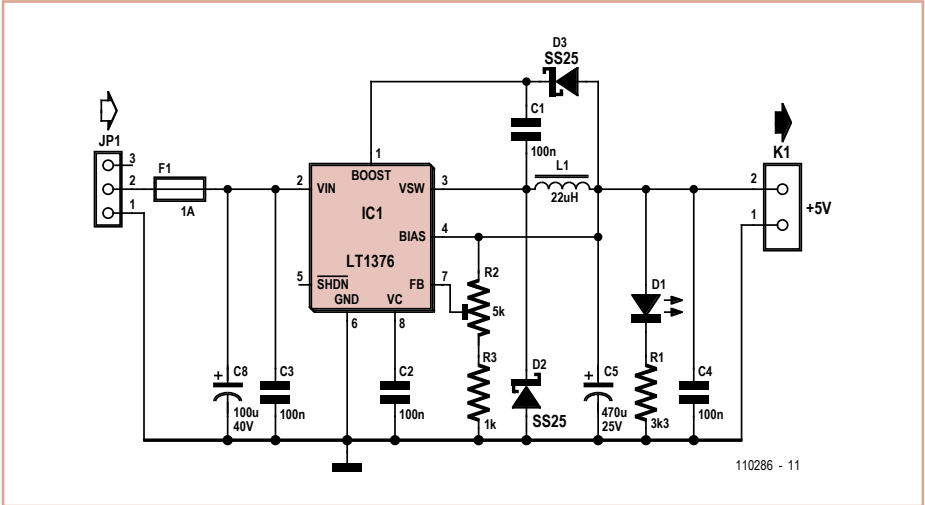 D3
SS25
C1
100n
JP1
3
2
1
F1
1A
2
VIN
1
BOOST
VSW
3
IC1
BIAS
4
LT1376
5
SHDN
FB
7
GND
VC
6
8
L1
22uH
K1
2
1
+5V
R2
5k
R3
1k
D2
SS25
D1
R1
3k3
+
C8
100u
40V
C3
100n
C2
100n
+
C5
470u
25V
C4
100n
110286 - 11